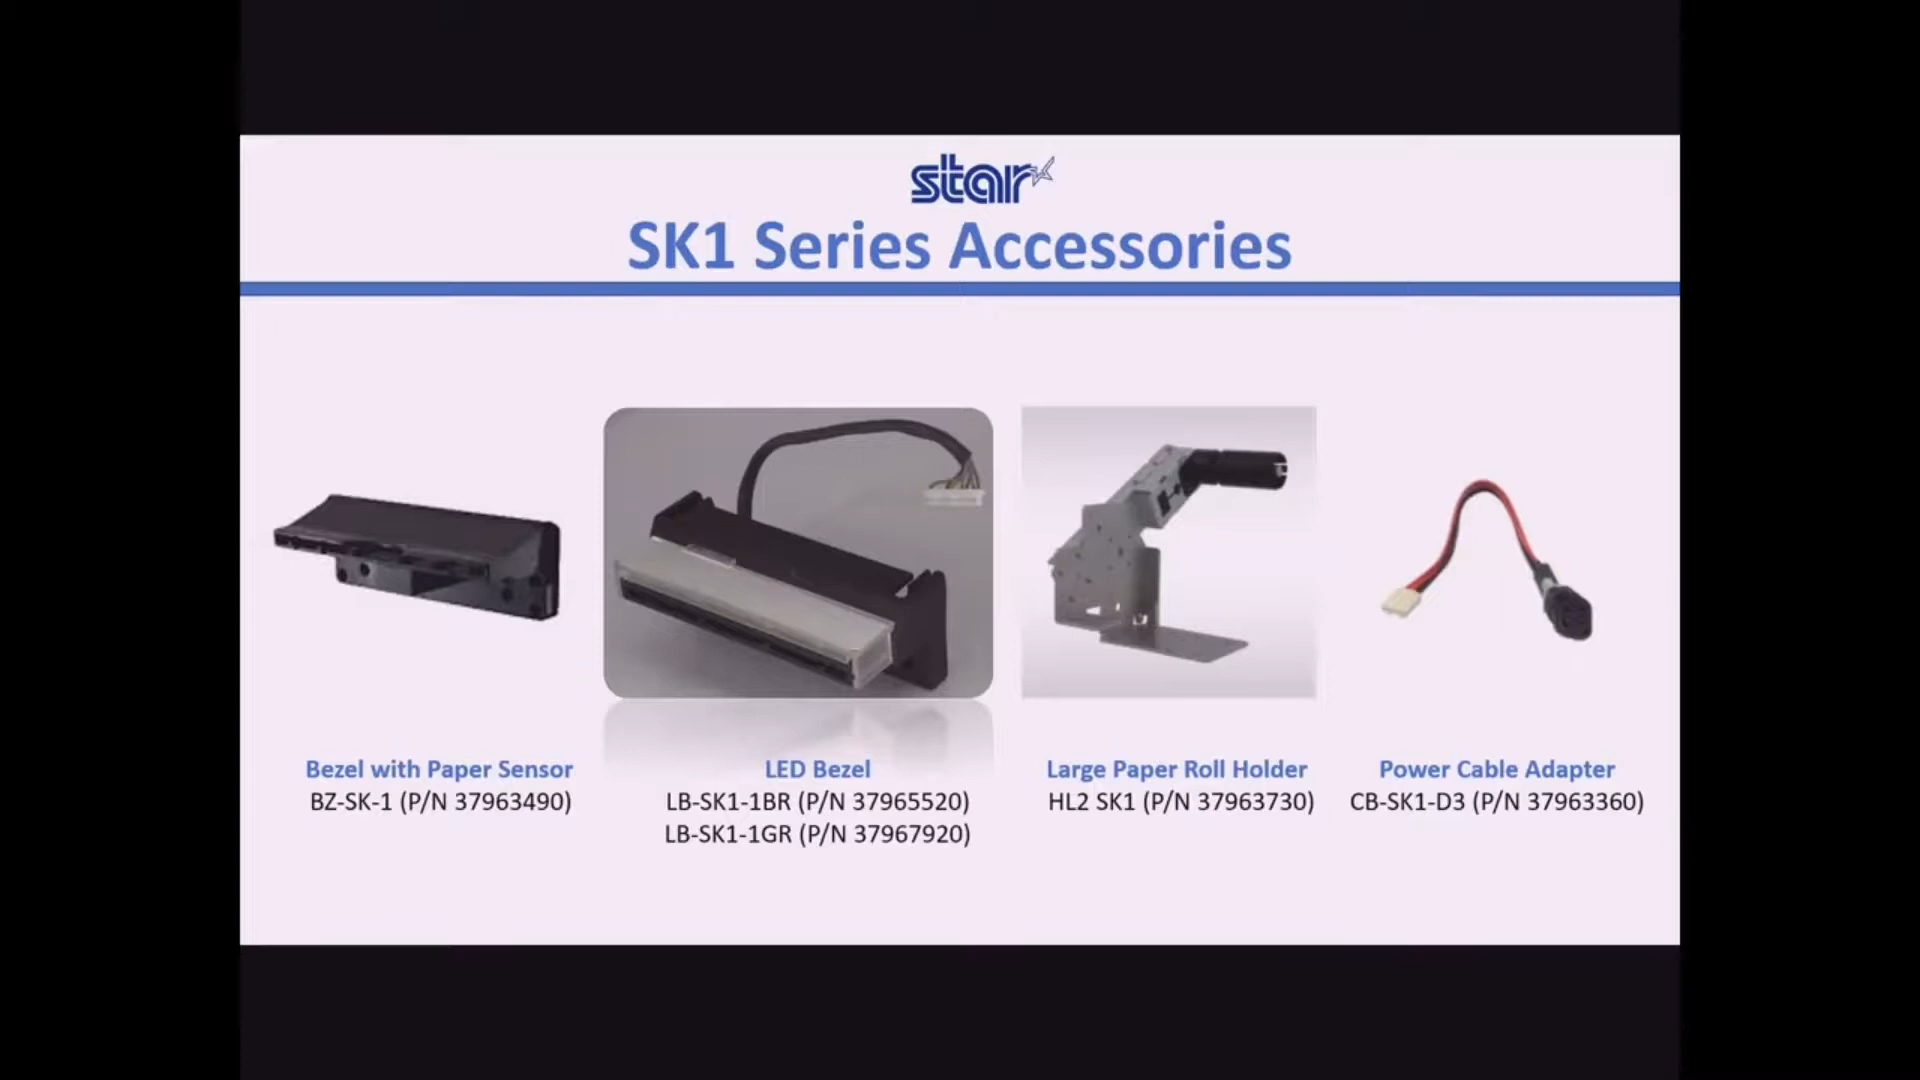 star
SK1 Series Accessories
Bezel with Paper Sensor
BZ-SK-1 (P/N 37963490)
LED Bezel
LB-SK1-1BR (P/N 37965520)
LB-SK1-1GR (P/N 37967920)
Large Paper Roll Holder
HL2 SK1 (P/N 37963730)
Power Cable Adapter
CB-SK1-D3 (P/N 37963360)